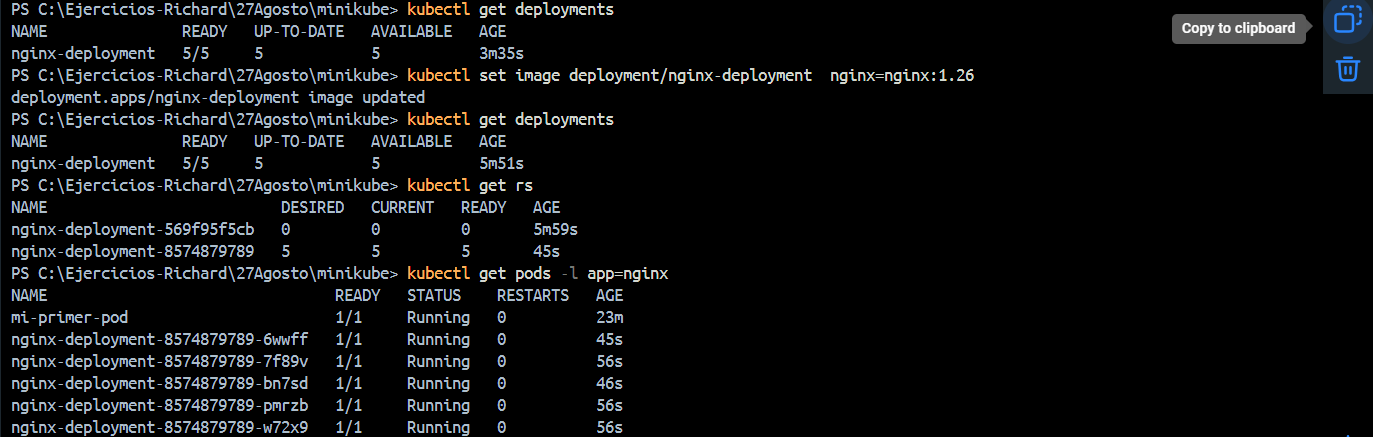 PS C:\Ejercicios-Richard\27Agosto\minikube> kubectl get deployments
NAME               READY   UP-TO-DATE   AVAILABLE   AGE
nginx-deployment   5/5     5            5           3m35s
PS C:\Ejercicios-Richard\27Agosto\minikube> kubectl set image deployment/nginx-deployment  nginx=nginx:1.26
deployment.apps/nginx-deployment image updated
PS C:\Ejercicios-Richard\27Agosto\minikube> kubectl get deployments
NAME               READY   UP-TO-DATE   AVAILABLE   AGE
nginx-deployment   5/5     5            5           5m51s
PS C:\Ejercicios-Richard\27Agosto\minikube> kubectl get rs
NAME                          DESIRED   CURRENT   READY   AGE
nginx-deployment-569f95f5cb   0         0         0       5m59s
nginx-deployment-8574879789   5         5         5       45s
PS C:\Ejercicios-Richard\27Agosto\minikube> kubectl get pods -l app=nginx
NAME                                READY   STATUS    RESTARTS   AGE
mi-primer-pod                       1/1     Running   0          23m
nginx-deployment-8574879789-6wwff   1/1     Running   0          45s
nginx-deployment-8574879789-7f89v   1/1     Running   0          56s
nginx-deployment-8574879789-bn7sd   1/1     Running   0          46s
nginx-deployment-8574879789-pmrzb   1/1     Running   0          56s
nginx-deployment-8574879789-w72x9   1/1     Running   0          56s
Copy to clipboard